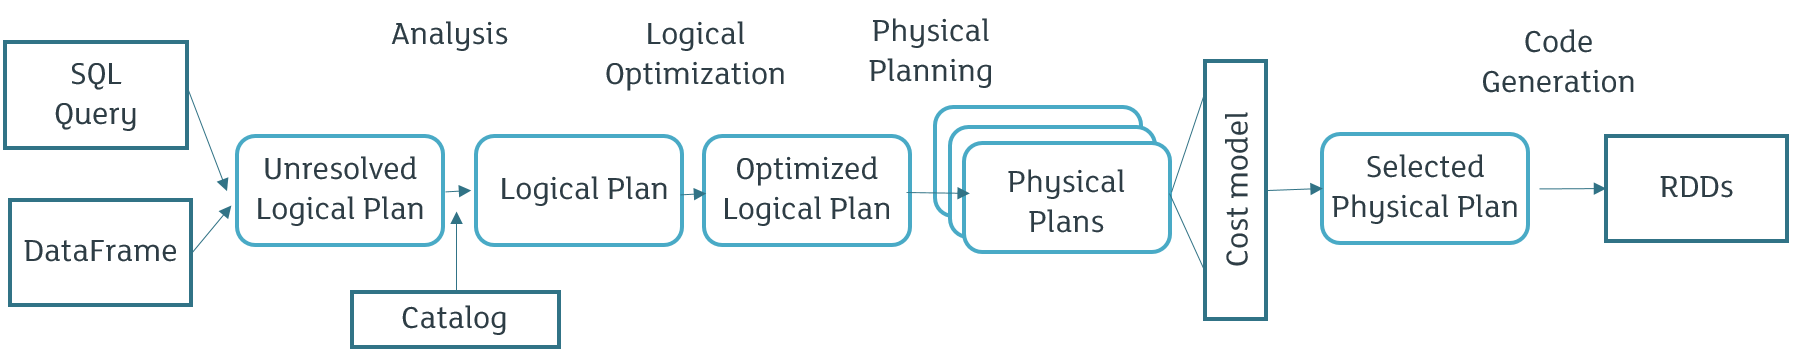 Analysis
Logical
Optimization
Physical
Planning
Code
Generation
SQL
Query
DataFrame
Unresolved
Logical Plan
Catalog
Logical Plan
Optimized
Logical Plan
Physical
Plans
Cost model
Selected
Physical Plan
RDDs